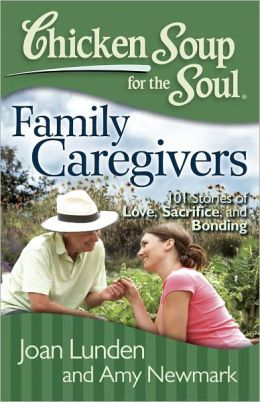 Chicken Soup
for the
Soul®
Family
Caregivers
101 Stories of
Love, Sacrifice, and
Bonding
Joan Lunden
and Amy Newmark